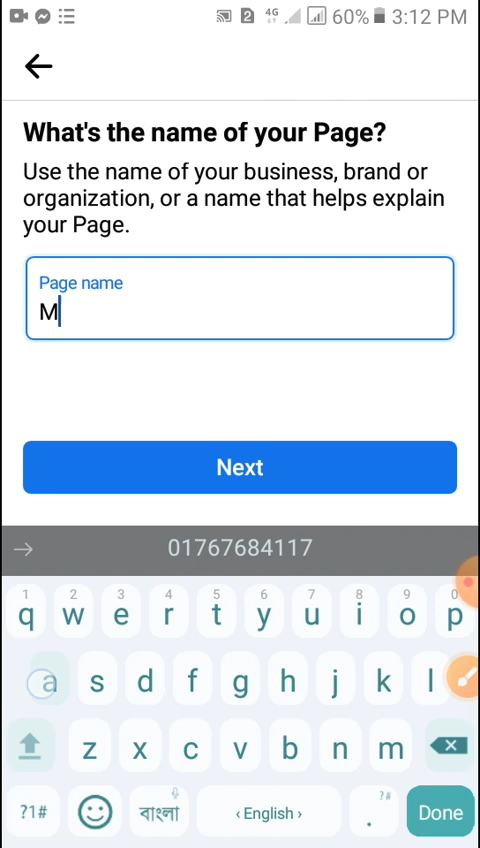 2 4G 60% 3:12 PM
What's the name of your Page?
Use the name of your business, brand or
organization, or a name that helps explain
your Page.
Page name
M
Next
01767684117
1 2 3 4 5 6 7 8 9 0
q w e r t y u i o p
a s d f g h j k l
z x c v b n m
?1# বাংলা ‹ English › ?# . Done